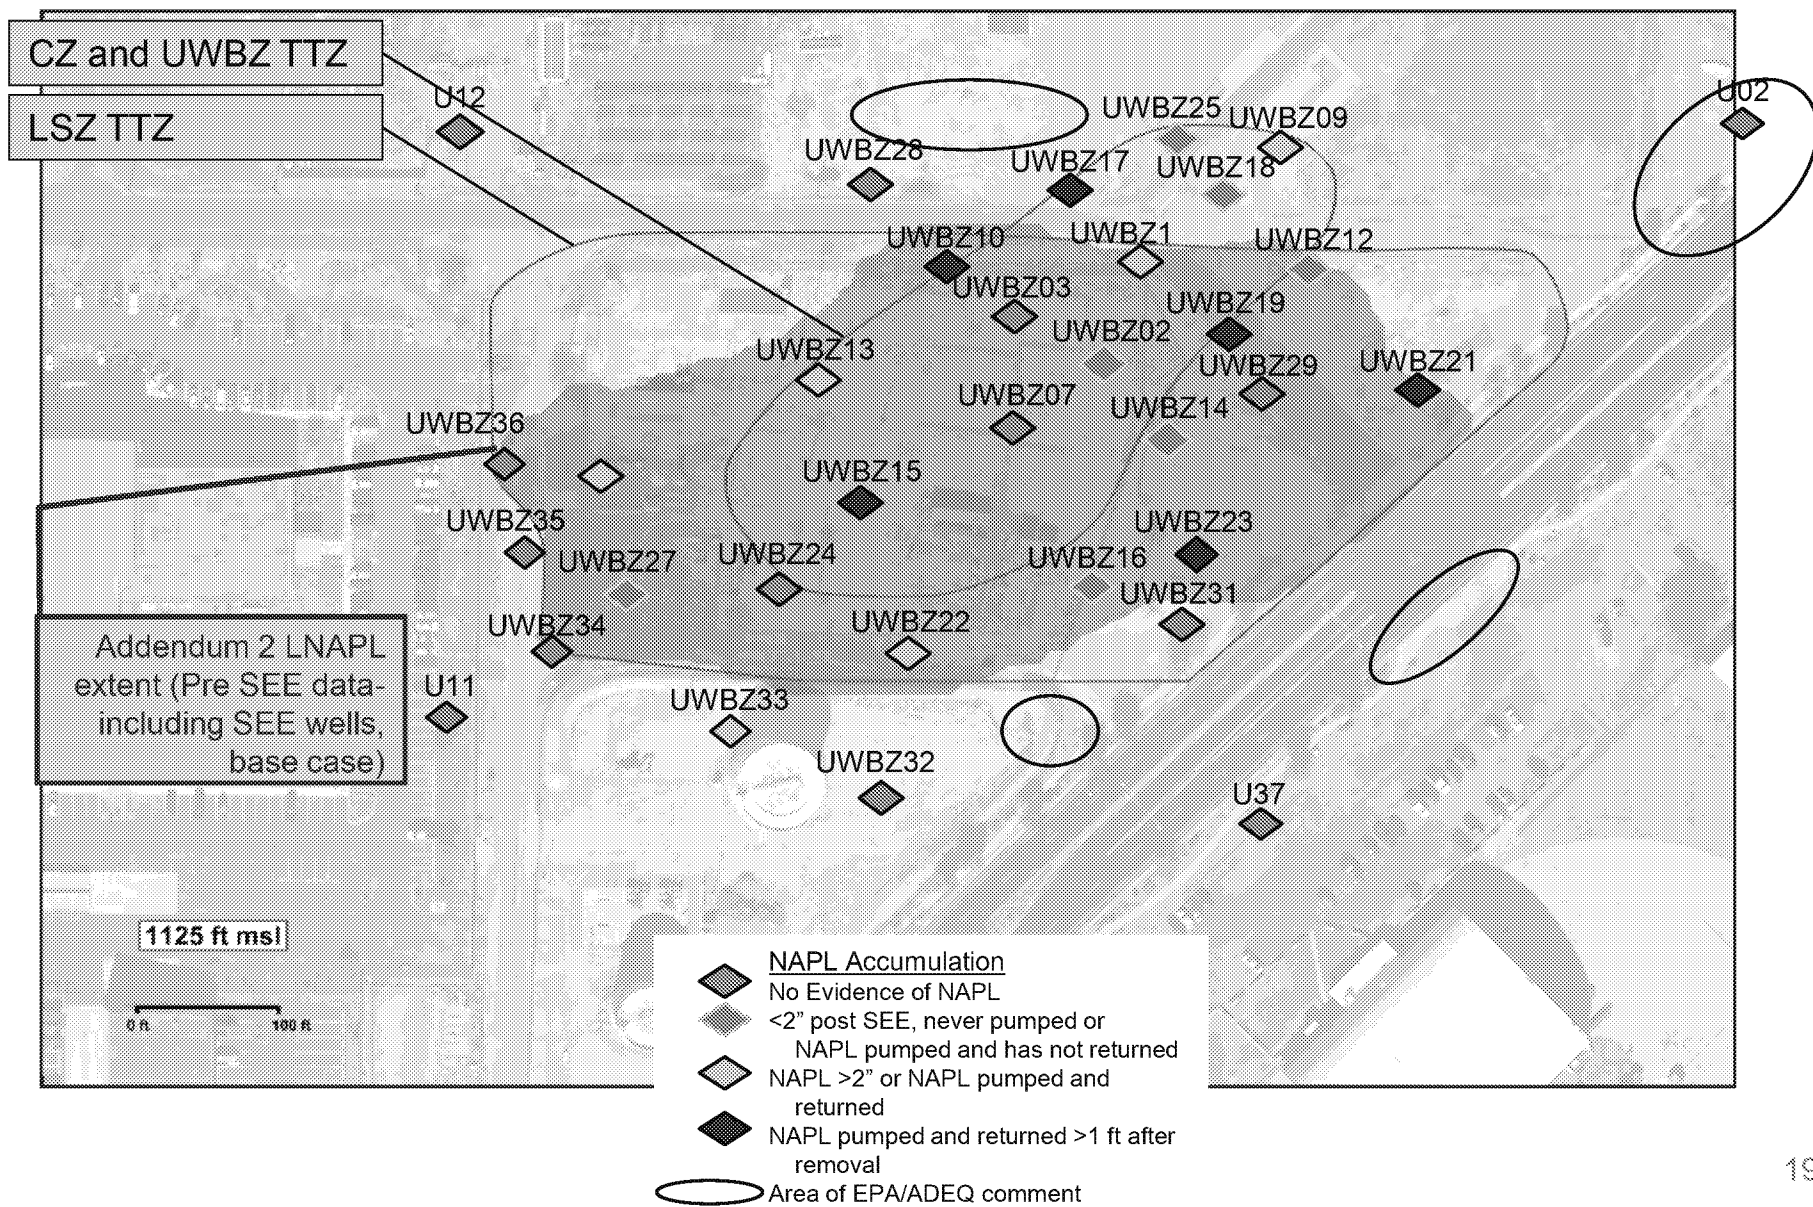 CZ and UWBZ TTZ
U12
LSZ TTZ
U02
UWBZ25
UWBZ09
UWBZ28
UWBZ17
UWBZ18
UWBZ10
UWBZ1
UWBZ12
UWBZ03
UWBZ19
UWBZ02
UWBZ13
UWBZ29
UWBZ21
UWBZ07
UWBZ14
UWBZ36
UWBZ15
UWBZ35
UWBZ23
UWBZ27
UWBZ24
UWBZ16
UWBZ31
UWBZ34
UWBZ22
Addendum 2 LNAPL
extent (Pre SEE data-
including SEE wells,
base case)
U11
UWBZ33
UWBZ32
U37
1125 ft msl
0 ft
100 ft
NAPL Accumulation
No Evidence of NAPL
<2” post SEE, never pumped or
NAPL pumped and has not returned
NAPL >2” or NAPL pumped and
returned
NAPL pumped and returned >1 ft after
removal
Area of EPA/ADEQ comment
19